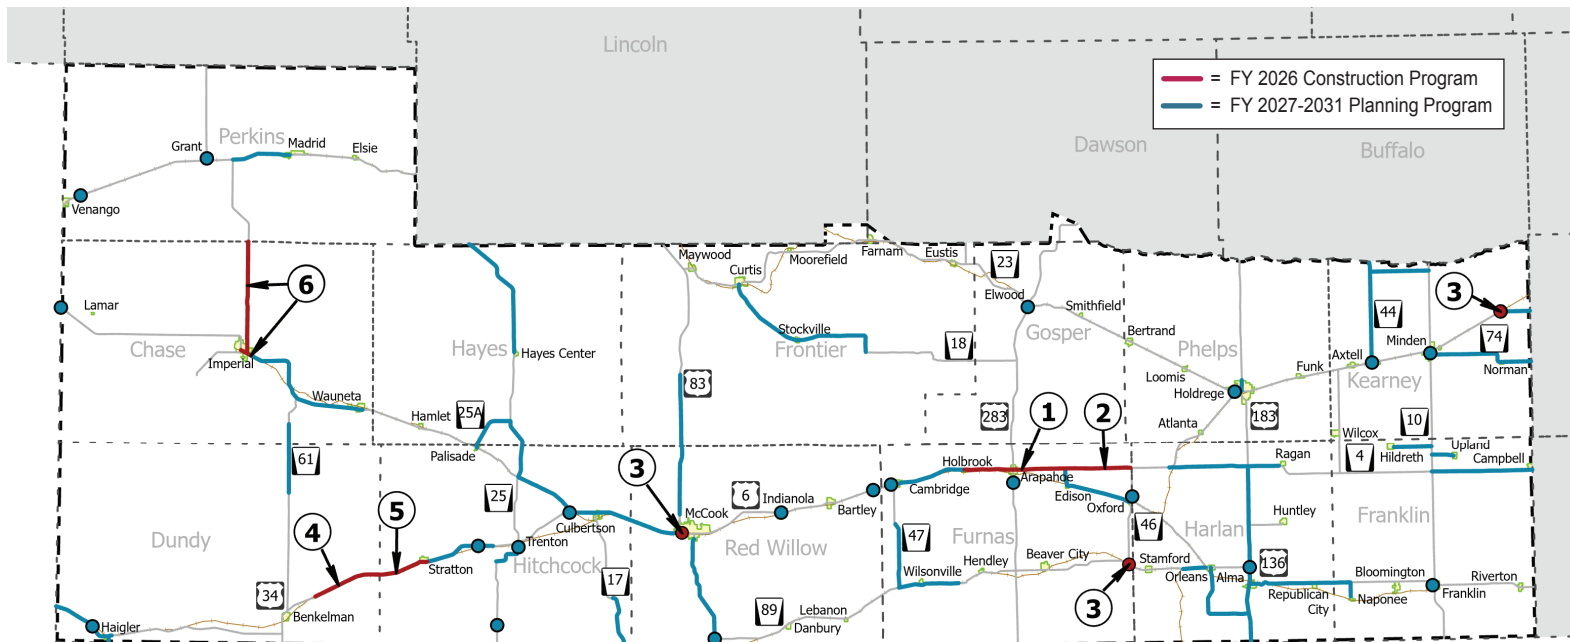 Lincoln
= FY 2026 Construction Program
= FY 2027-2031 Planning Program
Dawson
Buffalo
Perkins
Grant
Madrid
Elsie
Venango
Maywood
Curtis
Moorefield
Farnam
Eustis
23
Elwood
Smithfield
Gosper
Bertrand
Phelps
Loomis
Holdrege
Funk
Axtell
44
Minden
3
74
Norman
Kearney
6
Lamar
Chase
Imperial
Wauneta
Hayes
Hayes Center
Stockville
Frontier
18
83
Hamlet
25A
Palisade
283
1
2
183
Atlanta
Wilcox
10
Hildreth
Upland
4
Campbell
61
25
Culbertson
3
McCook
6
Indianola
Bartley
Holbrook
Cambridge
Arapahoe
Edison
Oxford
Ragan
Huntley
Franklin
Harlan
46
Dundy
4
5
Stratton
Trenton
Hitchcock
Red Willow
47
Furnas
Wilsonville
Hendley
Beaver City
Stamford
Orleans
Alma
136
Republican
City
Bloomington
Naponee
Franklin
Riverton
34
Benkelman
Haigler
17
89
Lebanon
Danbury
3